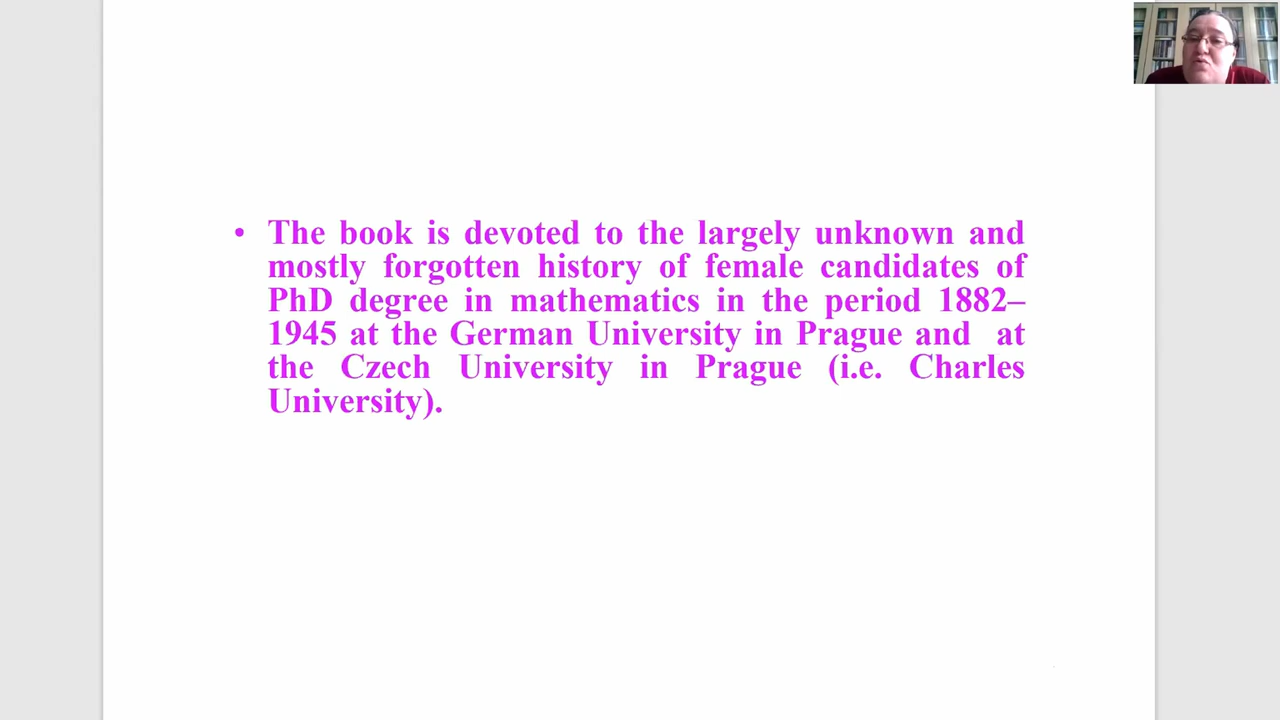 • The book is devoted to the largely unknown and
mostly forgotten history of female candidates of
PhD degree in mathematics in the period 1882–
1945 at the German University in Prague and at
the Czech University in Prague (i.e. Charles
University).